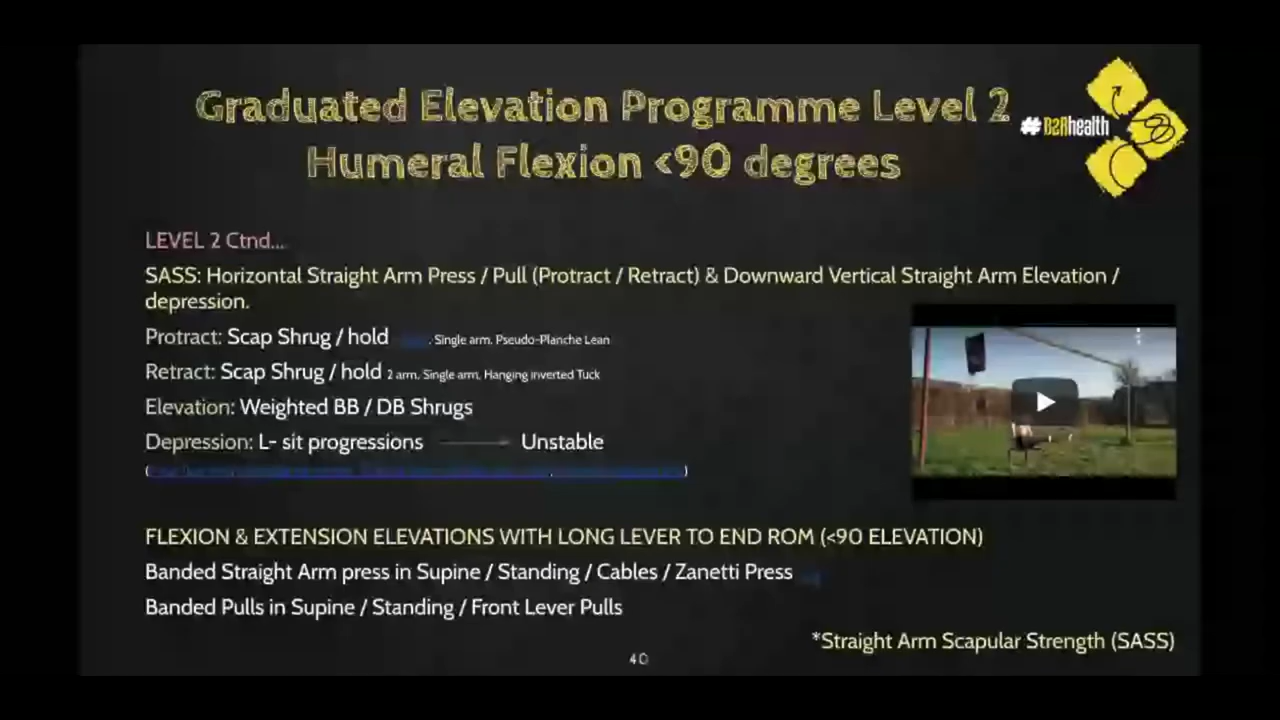 Graduated Elevation Programme Level 2
Humeral Flexion <90 degrees
#B2Rhealth
LEVEL 2 Ctnd...
SASS: Horizontal Straight Arm Press / Pull (Protract / Retract) & Downward Vertical Straight Arm Elevation /
depression.
Protract: Scap Shrug / hold , Single arm, Pseudo-Planche Lean
Retract: Scap Shrug / hold 2 arm, Single arm, Hanging inverted Tuck
Elevation: Weighted BB / DB Shrugs
Depression: L- sit progressions Unstable
FLEXION & EXTENSION ELEVATIONS WITH LONG LEVER TO END ROM (<90 ELEVATION)
Banded Straight Arm press in Supine / Standing / Cables / Zanetti Press
Banded Pulls in Supine / Standing / Front Lever Pulls
*Straight Arm Scapular Strength (SASS)
40